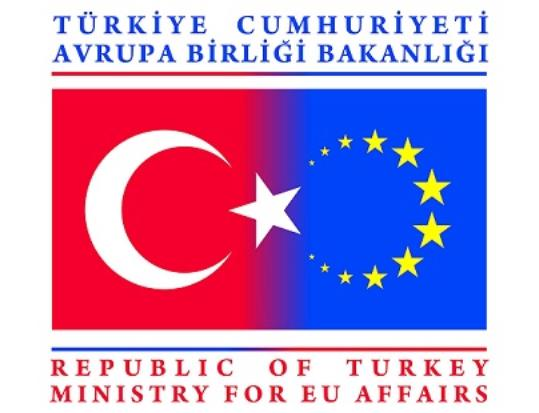 TÜRKİYE CUMHURİYETİ
AVRUPA BİRLİĞİ BAKANLIĞI
REPUBLIC OF TURKEY
MINISTRY FOR EU AFFAIRS